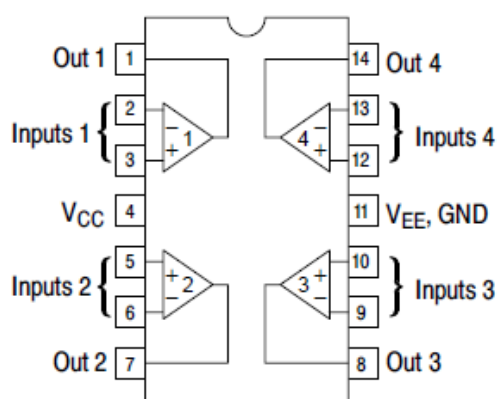 Out 1 1 14 Out 4
2 13
Inputs 1 { − 1 4 − } Inputs 4
3 + + 12
VCC 4 11 VEE, GND
5 + + 10
Inputs 2 { 2 3 } Inputs 3
6 − − 9
Out 2 7 8 Out 3